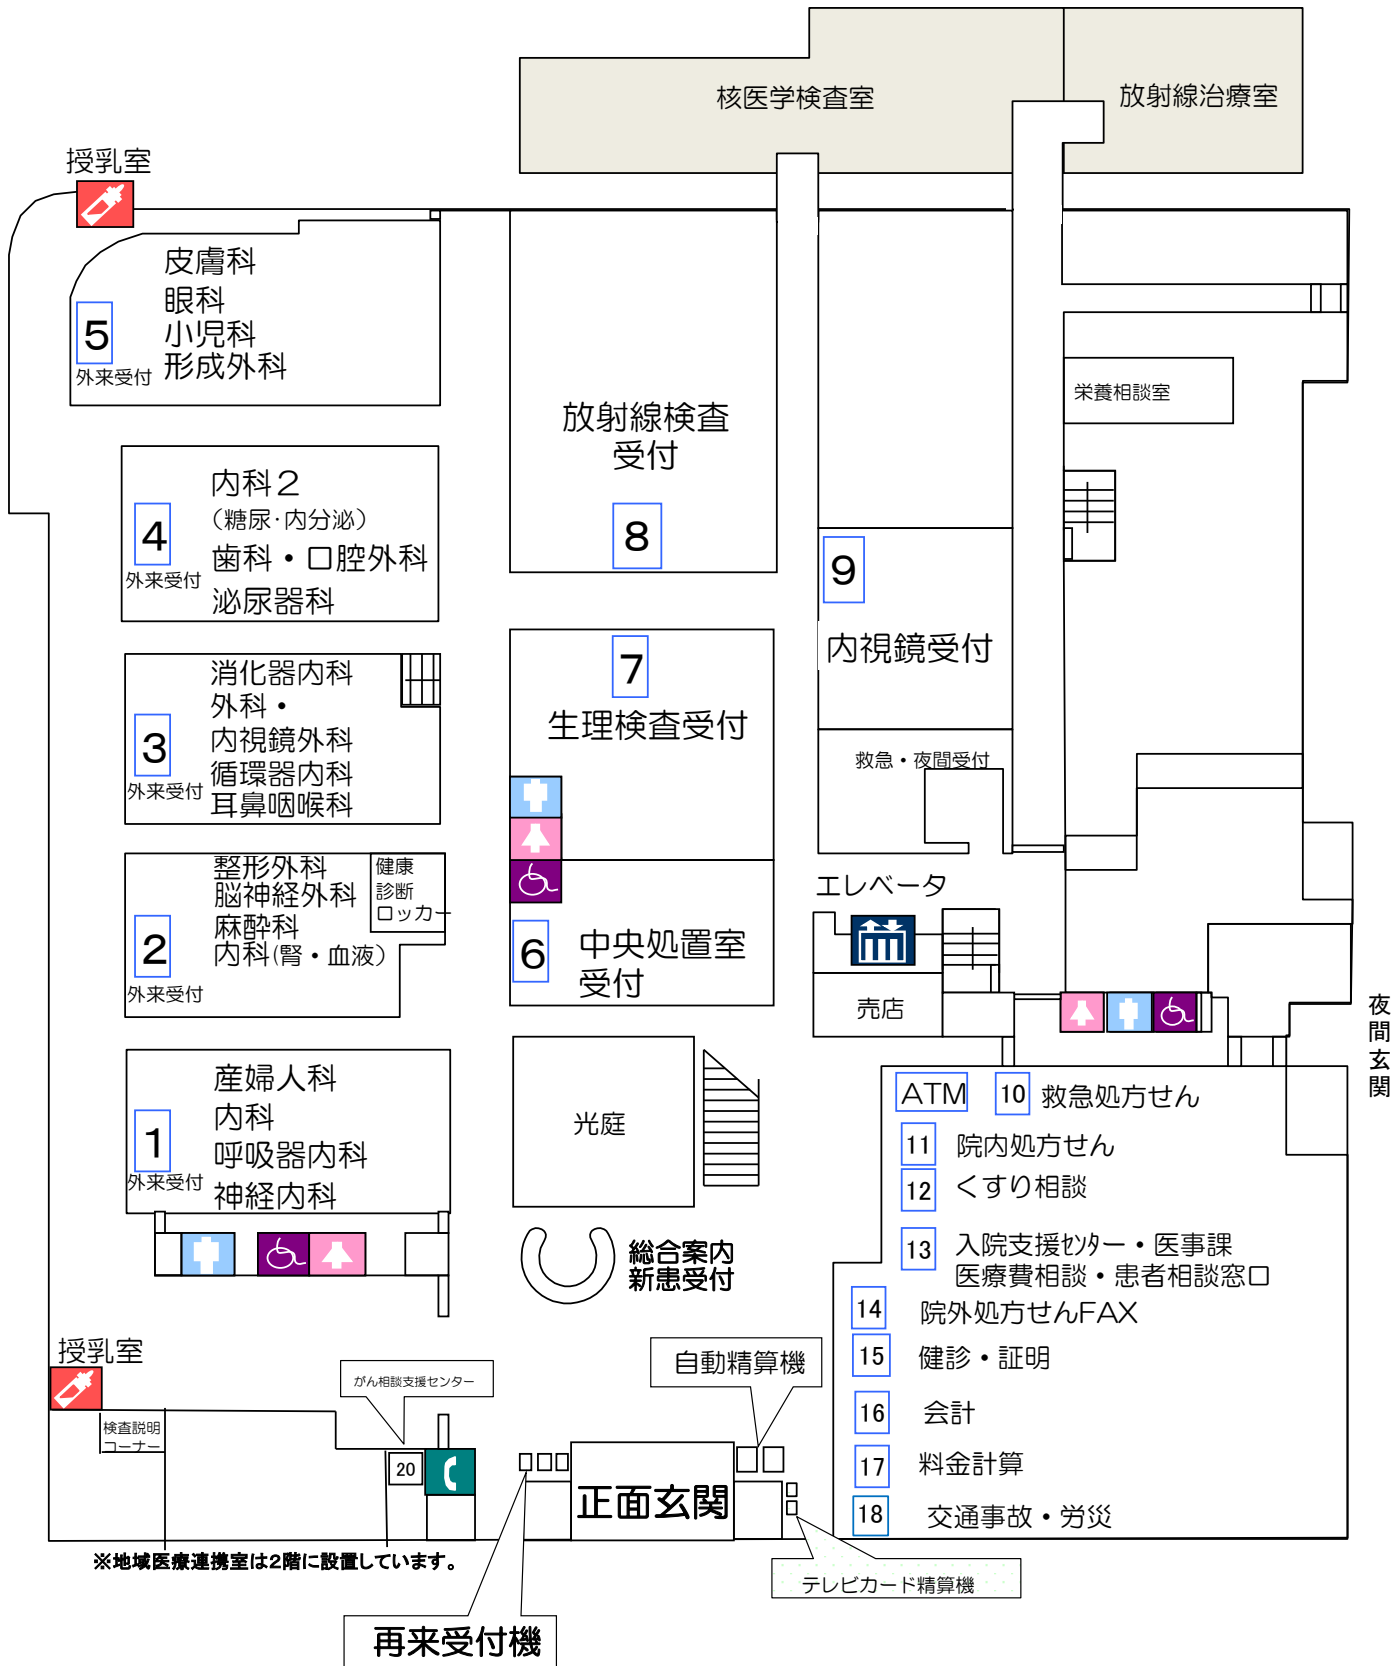 核医学検査室
放射線治療室
授乳室
皮膚科
眼科
小児科
形成外科
5
外来受付
放射線検査
受付
8
栄養相談室
内科２
（糖尿・内分泌）
歯科・口腔外科
泌尿器科
4
外来受付
9
内視鏡受付
消化器内科
外科・
内視鏡外科
循環器内科
耳鼻咽喉科
3
外来受付
7
生理検査受付
救急・夜間受付
整形外科
脳神経外科
麻酔科
内科(腎・血液）
2
外来受付
健康
診断
ロッカー
6
中央処置室
受付
エレベータ
売店
夜間玄関
産婦人科
内科
呼吸器内科
神経内科
1
外来受付
光庭
総合案内
新患受付
ATM
10 救急処方せん
11 院内処方せん
12 くすり相談
13 入院支援ｾﾝﾀｰ・医事課
医療費相談・患者相談窓口
14 院外処方せんFAX
15 健診・証明
16 会計
17 料金計算
18 交通事故・労災
授乳室
検査説明
コーナー
がん相談支援センター
20
自動精算機
正面玄関
※地域医療連携室は2階に設置しています。
テレビカード精算機
再来受付機